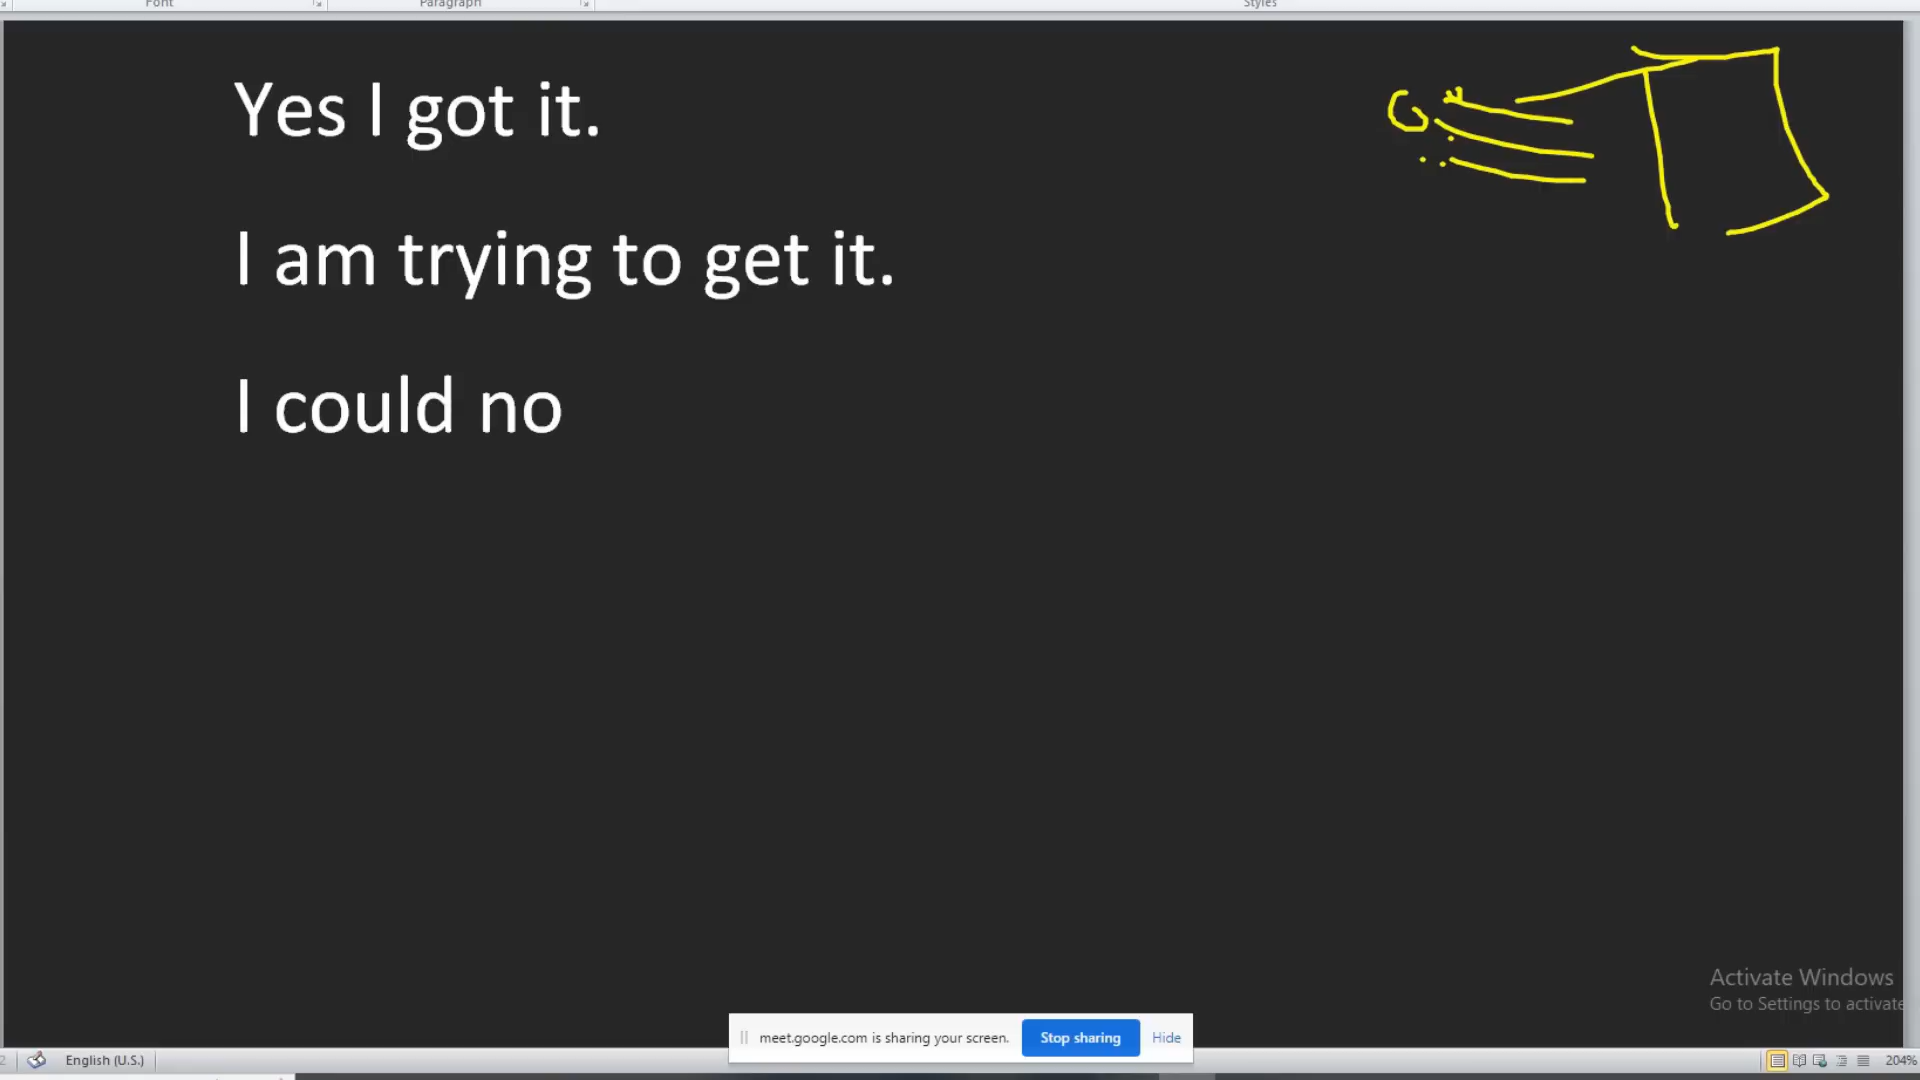 Font Paragraph Styles
Yes I got it.
I am trying to get it.
I could no
Activate Windows
Go to Settings to activate
meet.google.com is sharing your screen. Stop sharing Hide
English (U.S.) 204%